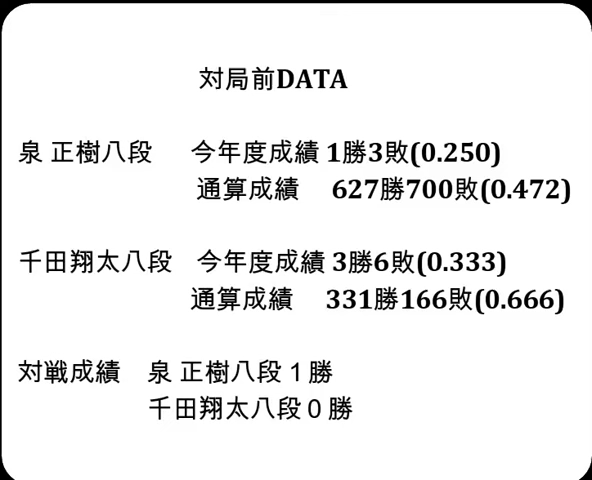 対局前DATA
泉 正樹八段 今年度成績 1勝3敗(0.250)
通算成績 627勝700敗(0.472)
千田翔太八段 今年度成績 3勝6敗(0.333)
通算成績 331勝166敗(0.666)
対戦成績 泉 正樹八段 1 勝
千田翔太八段 0 勝